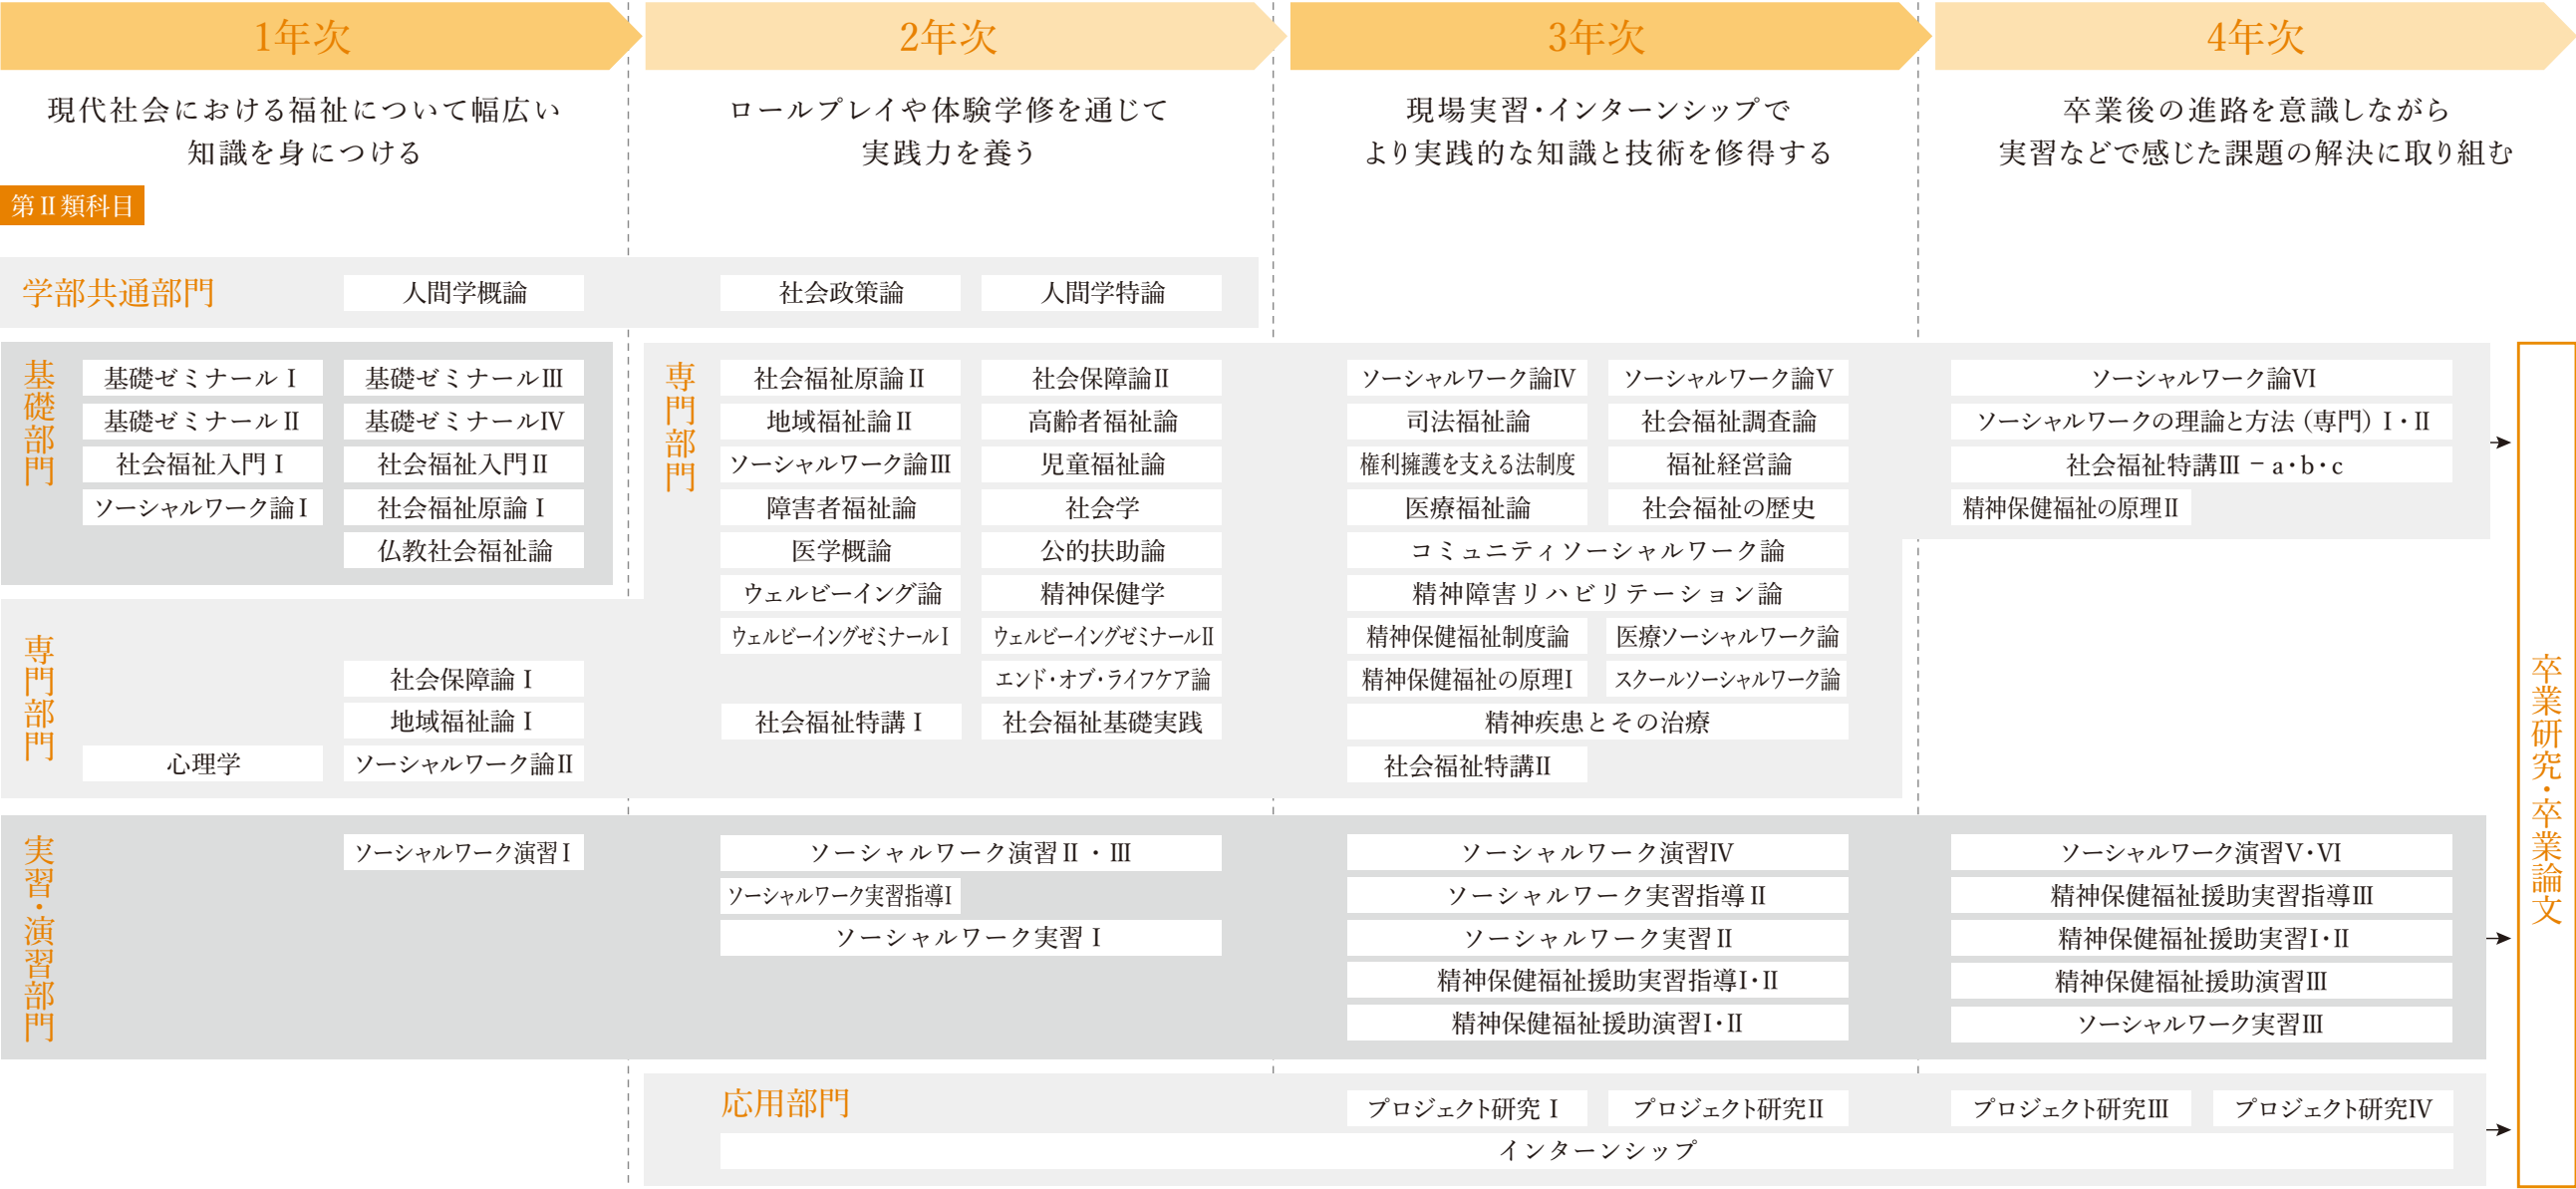 1年次
2年次
3年次
4年次
現代社会における福祉について幅広い
知識を身につける
ロールプレイや体験学修を通じて
実践力を養う
現場実習・インターンシップで
より実践的な知識と技術を修得する
卒業後の進路を意識しながら
実習などで感じた課題の解決に取り組む
第Ⅱ類科目
学部共通部門
人間学概論
社会政策論
人間学特論
基礎部門
基礎ゼミナールⅠ
基礎ゼミナールⅢ
基礎ゼミナールⅡ
基礎ゼミナールⅣ
社会福祉入門Ⅰ
社会福祉入門Ⅱ
ソーシャルワーク論Ⅰ
社会福祉原論Ⅰ
仏教社会福祉論
専門部門
社会保障論Ⅰ
地域福祉論Ⅰ
心理学
ソーシャルワーク論Ⅱ
専門部門
社会福祉原論Ⅱ
社会保障論Ⅱ
地域福祉論Ⅱ
高齢者福祉論
ソーシャルワーク論Ⅲ
児童福祉論
障害者福祉論
社会学
医学概論
公的扶助論
ウェルビーイング論
精神保健学
ウェルビーイングゼミナールⅠ
ウェルビーイングゼミナールⅡ
エンド・オブ・ライフケア論
社会福祉特講Ⅰ
社会福祉基礎実践
ソーシャルワーク論Ⅳ
ソーシャルワーク論Ⅴ
司法福祉論
社会福祉調査論
権利擁護を支える法制度
福祉経営論
医療福祉論
社会福祉の歴史
コミュニティソーシャルワーク論
精神障害リハビリテーション論
精神保健福祉制度論
医療ソーシャルワーク論
精神保健福祉の原理Ⅰ
スクールソーシャルワーク論
精神疾患とその治療
社会福祉特講Ⅱ
ソーシャルワーク論Ⅵ
ソーシャルワークの理論と方法（専門）Ⅰ・Ⅱ
社会福祉特講Ⅲ－a・b・c
精神保健福祉の原理Ⅱ
実習・演習部門
ソーシャルワーク演習Ⅰ
ソーシャルワーク演習Ⅱ・Ⅲ
ソーシャルワーク実習指導Ⅰ
ソーシャルワーク実習Ⅰ
ソーシャルワーク演習Ⅳ
ソーシャルワーク実習指導Ⅱ
ソーシャルワーク実習Ⅱ
精神保健福祉援助実習指導Ⅰ・Ⅱ
精神保健福祉援助演習Ⅰ・Ⅱ
ソーシャルワーク演習Ⅴ・Ⅵ
精神保健福祉援助実習指導Ⅲ
精神保健福祉援助実習Ⅰ・Ⅱ
精神保健福祉援助演習Ⅲ
ソーシャルワーク実習Ⅲ
応用部門
プロジェクト研究Ⅰ
プロジェクト研究Ⅱ
プロジェクト研究Ⅲ
プロジェクト研究Ⅳ
インターンシップ
卒業研究・卒業論文